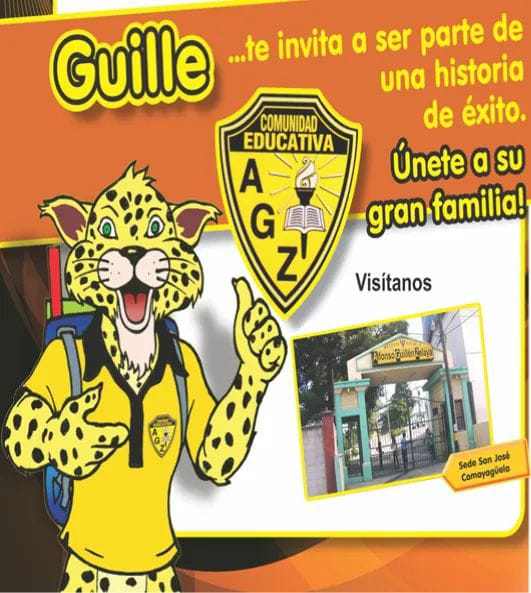 Guille
...te invita a ser parte de
una historia
de éxito.
Únete a su
gran familia!
COMUNIDAD
EDUCATIVA
A
G
Z
Visítanos
Alfonso Guillén Zelaya
Sede San José
Comayagüela
AGZ